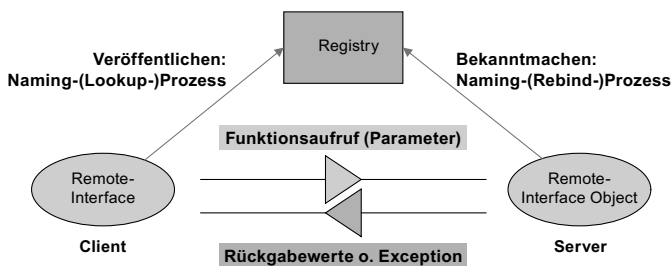 Registry
Veröffentlichen:
Naming-(Lookup-)Prozess
Bekanntmachen:
Naming-(Rebind-)Prozess
Funktionsaufruf (Parameter)
Remote-
Interface
Remote-
Interface Object
Client
Server
Rückgabewerte o. Exception